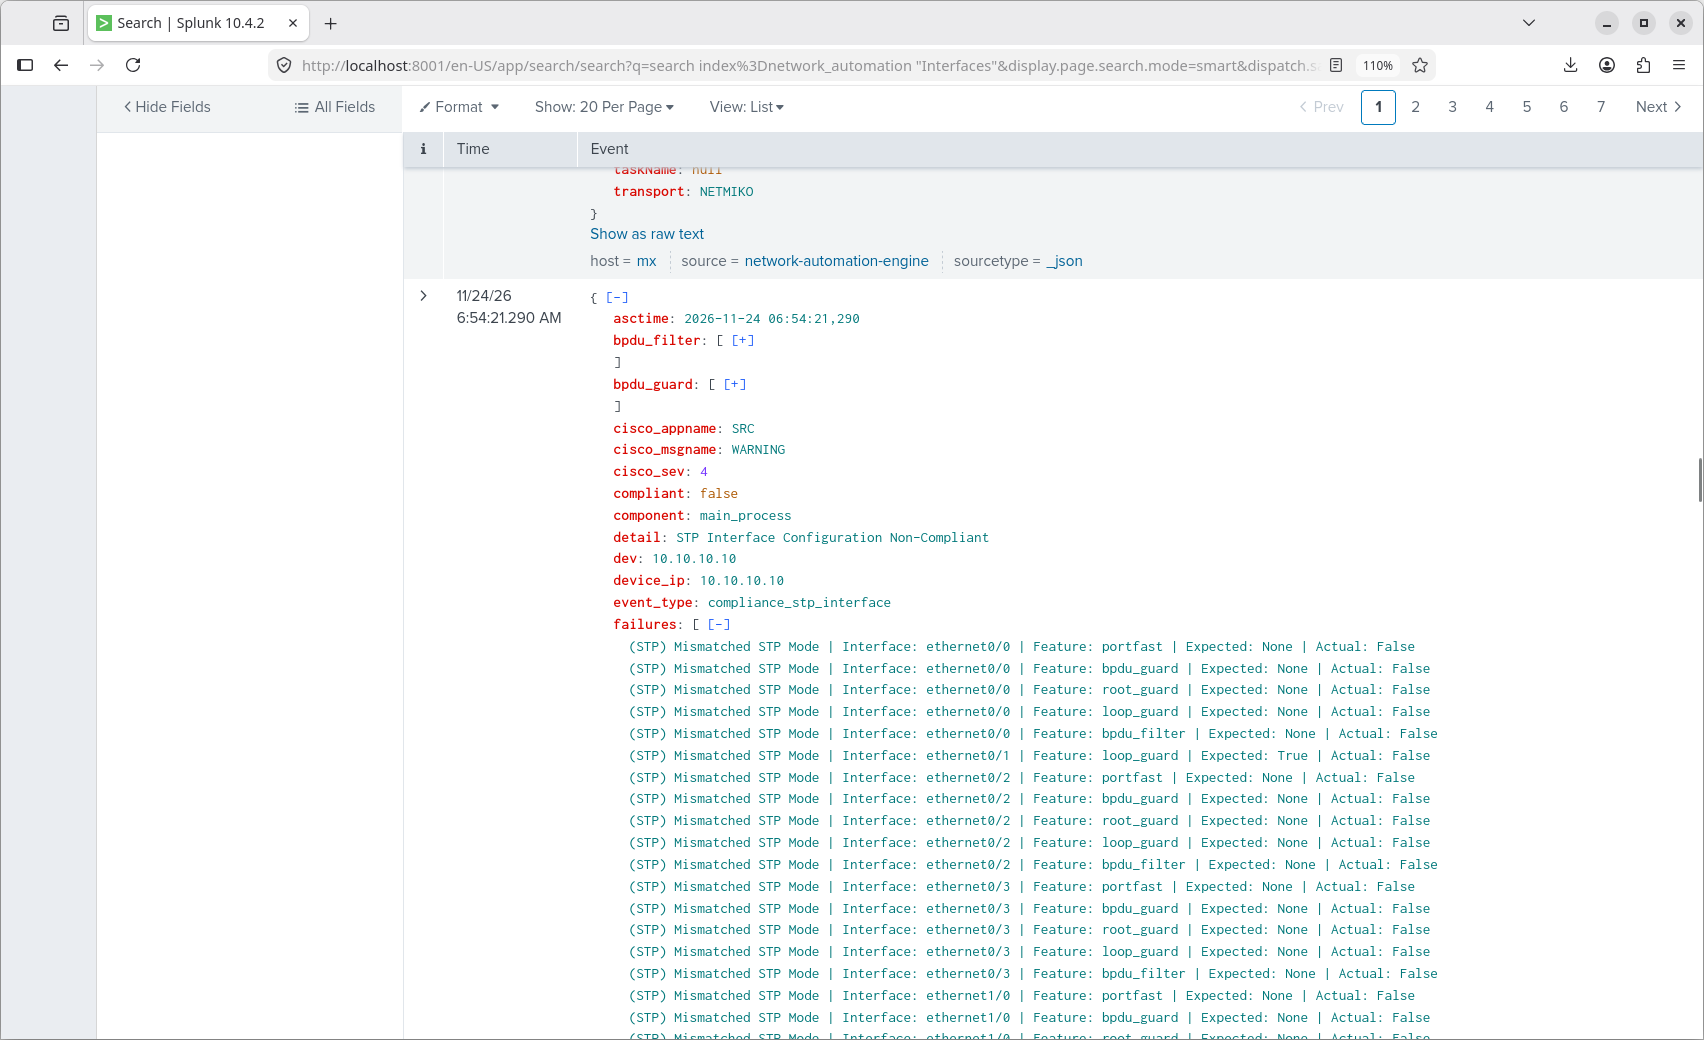 Search | Splunk 10.4.2
http://localhost:8001/en-US/app/search/search?q=search index%3Dnetwork_automation "Interfaces"&display.page.search.mode=smart&dispatch.s
110%
Hide Fields
All Fields
Format
Show: 20 Per Page
View: List
Prev
1
2
3
4
5
6
7
Next
i
Time
Event
taskName: null
transport: NETMIKO
}
Show as raw text
host = mx
source = network-automation-engine
sourcetype = _json
11/24/26
6:54:21.290 AM
{ [-]
asctime: 2026-11-24 06:54:21,290
bpdu_filter: [ [+]
]
bpdu_guard: [ [+]
]
cisco_appname: SRC
cisco_msgname: WARNING
cisco_sev: 4
compliant: false
component: main_process
detail: STP Interface Configuration Non-Compliant
dev: 10.10.10.10
device_ip: 10.10.10.10
event_type: compliance_stp_interface
failures: [ [-]
(STP) Mismatched STP Mode | Interface: ethernet0/0 | Feature: portfast | Expected: None | Actual: False
(STP) Mismatched STP Mode | Interface: ethernet0/0 | Feature: bpdu_guard | Expected: None | Actual: False
(STP) Mismatched STP Mode | Interface: ethernet0/0 | Feature: root_guard | Expected: None | Actual: False
(STP) Mismatched STP Mode | Interface: ethernet0/0 | Feature: loop_guard | Expected: None | Actual: False
(STP) Mismatched STP Mode | Interface: ethernet0/0 | Feature: bpdu_filter | Expected: None | Actual: False
(STP) Mismatched STP Mode | Interface: ethernet0/1 | Feature: loop_guard | Expected: True | Actual: False
(STP) Mismatched STP Mode | Interface: ethernet0/2 | Feature: portfast | Expected: None | Actual: False
(STP) Mismatched STP Mode | Interface: ethernet0/2 | Feature: bpdu_guard | Expected: None | Actual: False
(STP) Mismatched STP Mode | Interface: ethernet0/2 | Feature: root_guard | Expected: None | Actual: False
(STP) Mismatched STP Mode | Interface: ethernet0/2 | Feature: loop_guard | Expected: None | Actual: False
(STP) Mismatched STP Mode | Interface: ethernet0/2 | Feature: bpdu_filter | Expected: None | Actual: False
(STP) Mismatched STP Mode | Interface: ethernet0/3 | Feature: portfast | Expected: None | Actual: False
(STP) Mismatched STP Mode | Interface: ethernet0/3 | Feature: bpdu_guard | Expected: None | Actual: False
(STP) Mismatched STP Mode | Interface: ethernet0/3 | Feature: root_guard | Expected: None | Actual: False
(STP) Mismatched STP Mode | Interface: ethernet0/3 | Feature: loop_guard | Expected: None | Actual: False
(STP) Mismatched STP Mode | Interface: ethernet0/3 | Feature: bpdu_filter | Expected: None | Actual: False
(STP) Mismatched STP Mode | Interface: ethernet1/0 | Feature: portfast | Expected: None | Actual: False
(STP) Mismatched STP Mode | Interface: ethernet1/0 | Feature: bpdu_guard | Expected: None | Actual: False
(STP) Mismatched STP Mode | Interface: ethernet1/0 | Feature: root_guard | Expected: None | Actual: False